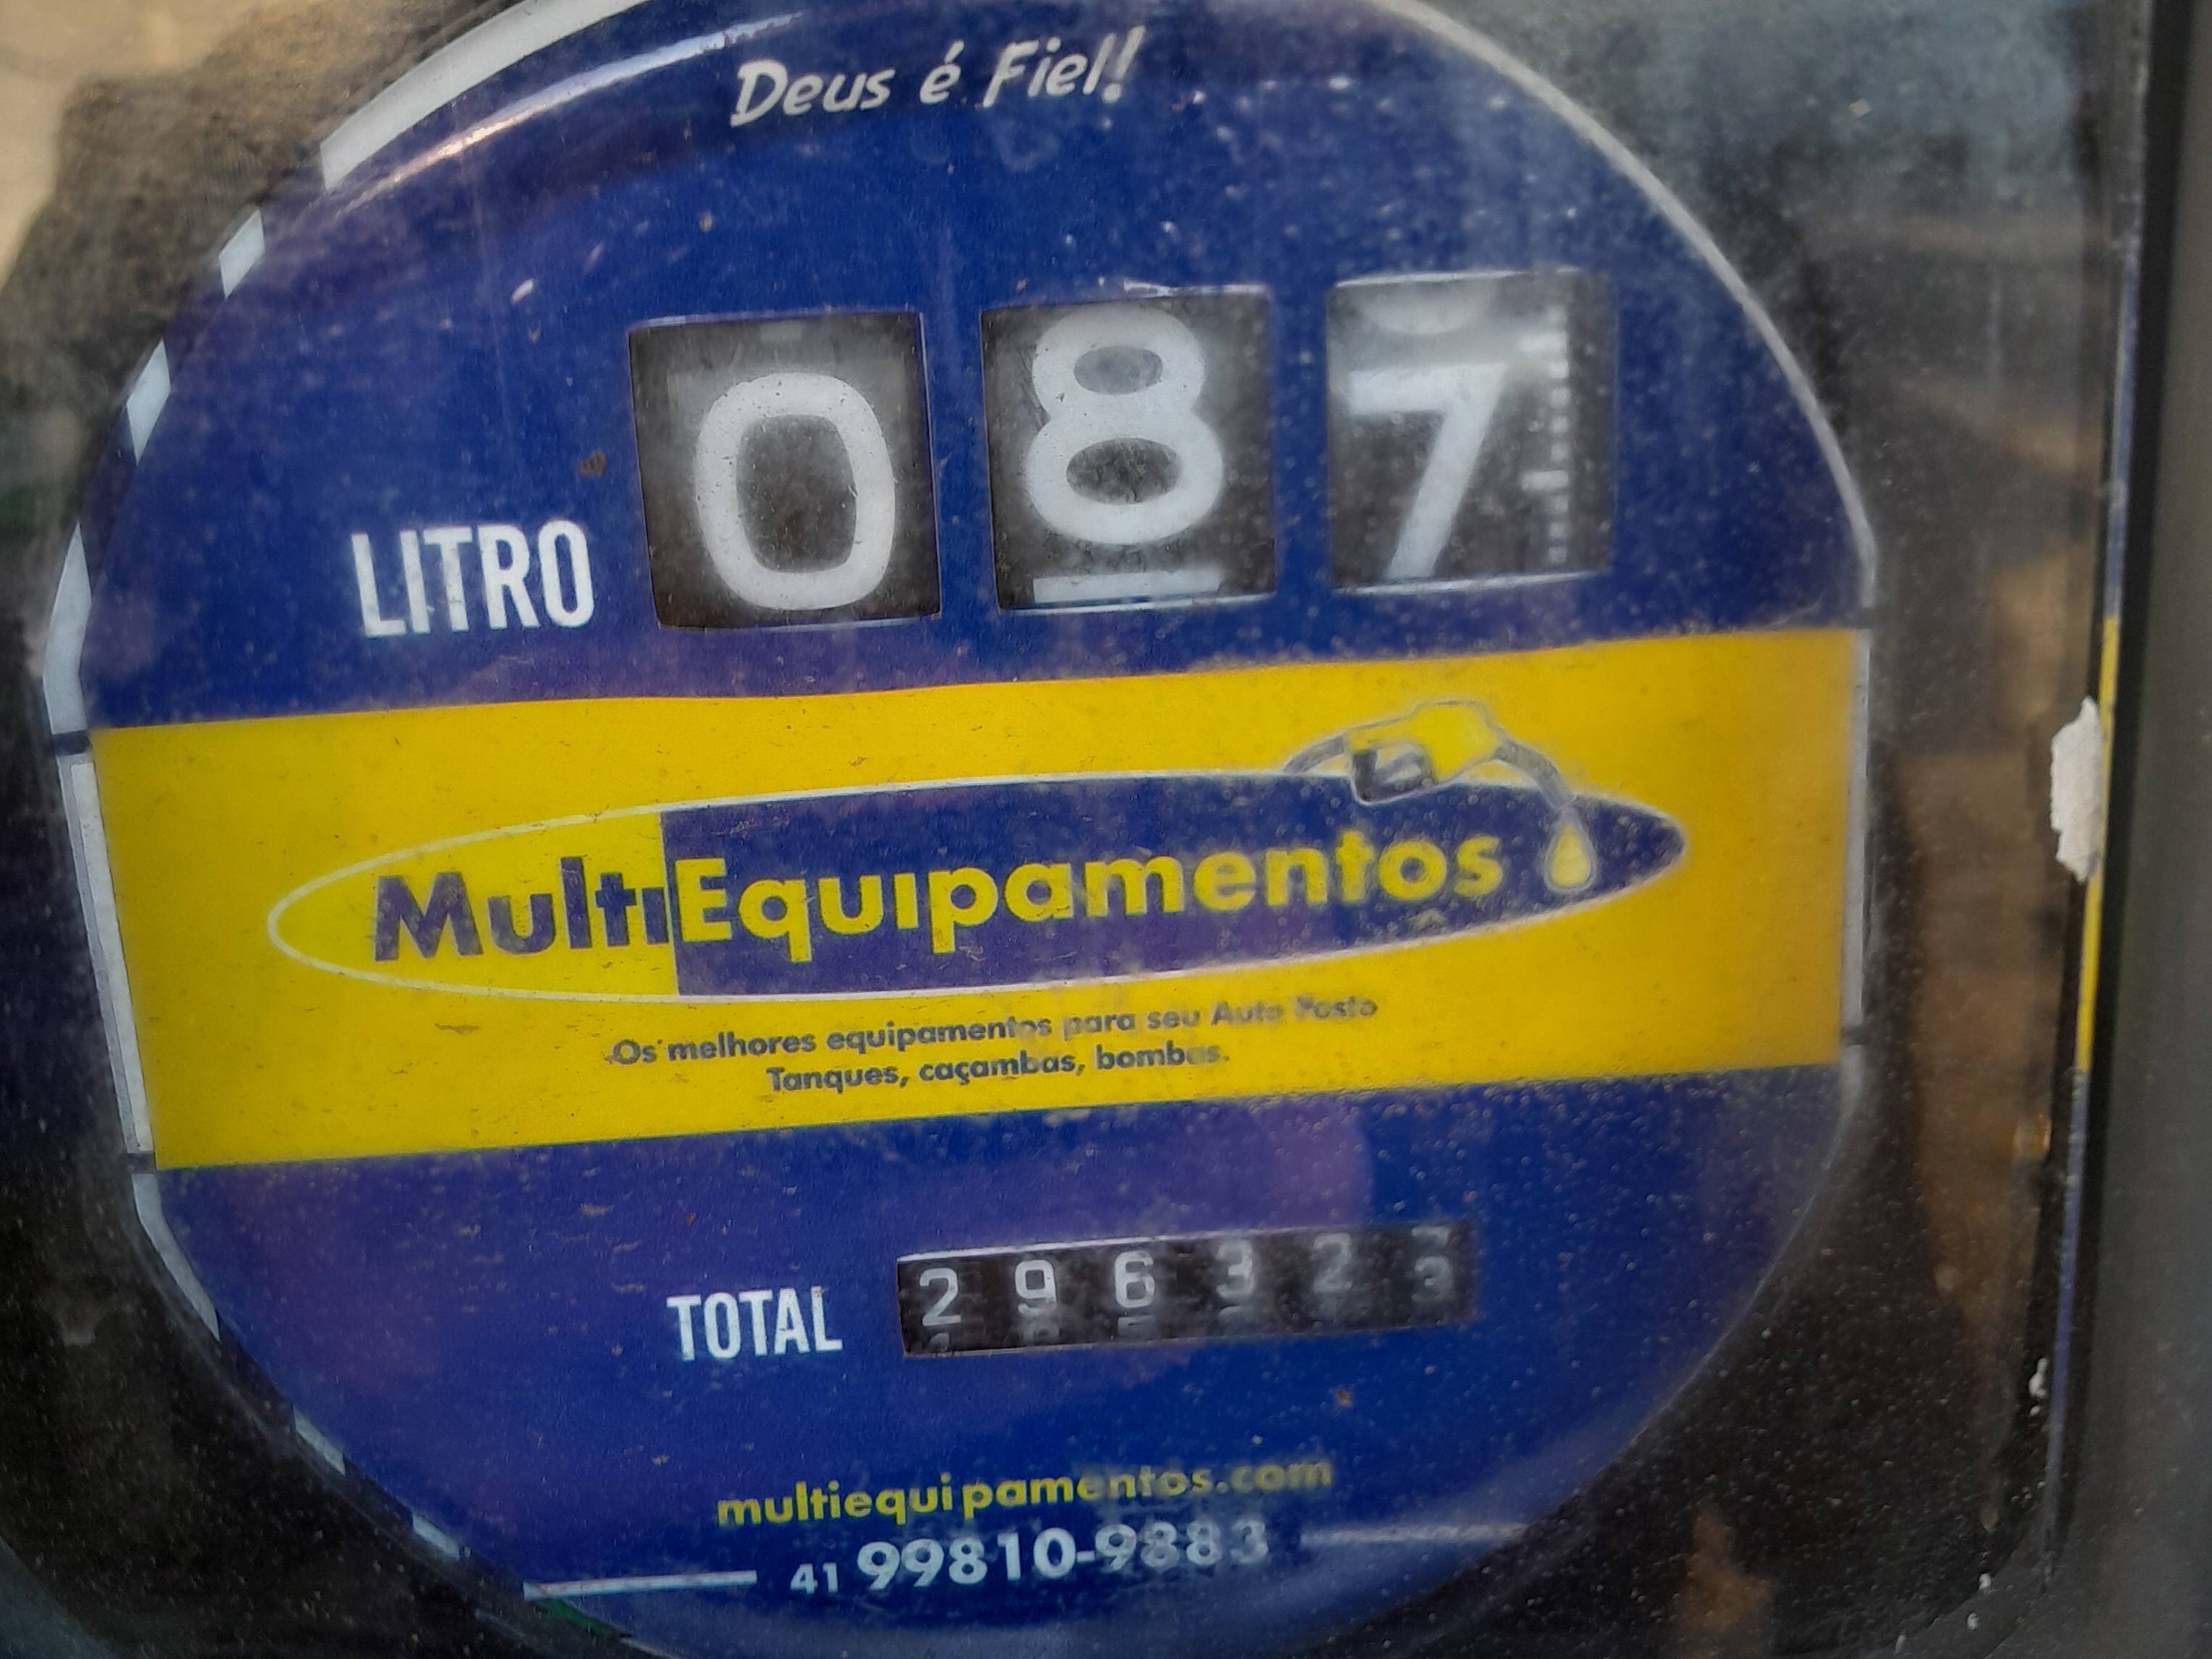 Deus é Fiel!
LITRO 087
MultiEquipamentos
Os melhores equipamentos para seu Auto Posto
Tanques, caçambas, bombas.
TOTAL 296323
multiequipamentos.com
41 99810-9883